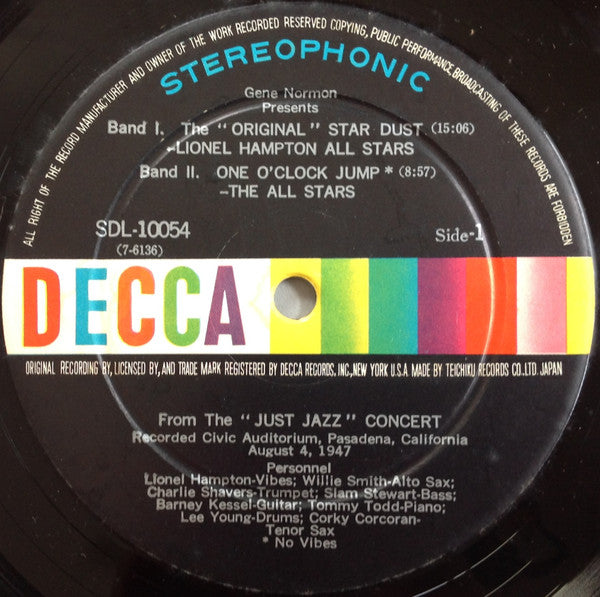 ALL RIGHT OF THE RECORD MANUFACTURER AND OWNER OF THE WORK RECORDED RESERVED COPYING, PUBLIC PERFORMANCE, BROADCASTING OF THESE RECORDS ARE FORBIDDEN
STEREOPHONIC
Gene Normon
Presents
Band I. The "ORIGINAL" STAR DUST (15:06)
-LIONEL HAMPTON ALL STARS
Band II. ONE O'CLOCK JUMP * (8:57)
-THE ALL STARS
SDL-10054
(7-6136)
Side-1
DECCA
ORIGINAL RECORDING BY, LICENSED BY, AND TRADE MARK REGISTERED BY DECCA RECORDS, INC., NEW YORK U.S.A MADE BY TEICHIKU RECORDS CO.. LTD. JAPAN
From The "JUST JAZZ" CONCERT
Recorded Civic Auditorium, Pasadena, California
August 4, 1947
Personnel
Lionel Hampton-Vibes; Willie Smith-Alto Sax;
Charlie Shavers-Trumpet; Slam Stewart-Bass;
Barney Kessel-Guitar; Tommy Todd-Piano;
Lee Young-Drums; Corky Corcoran-
Tenor Sax
* No Vibes